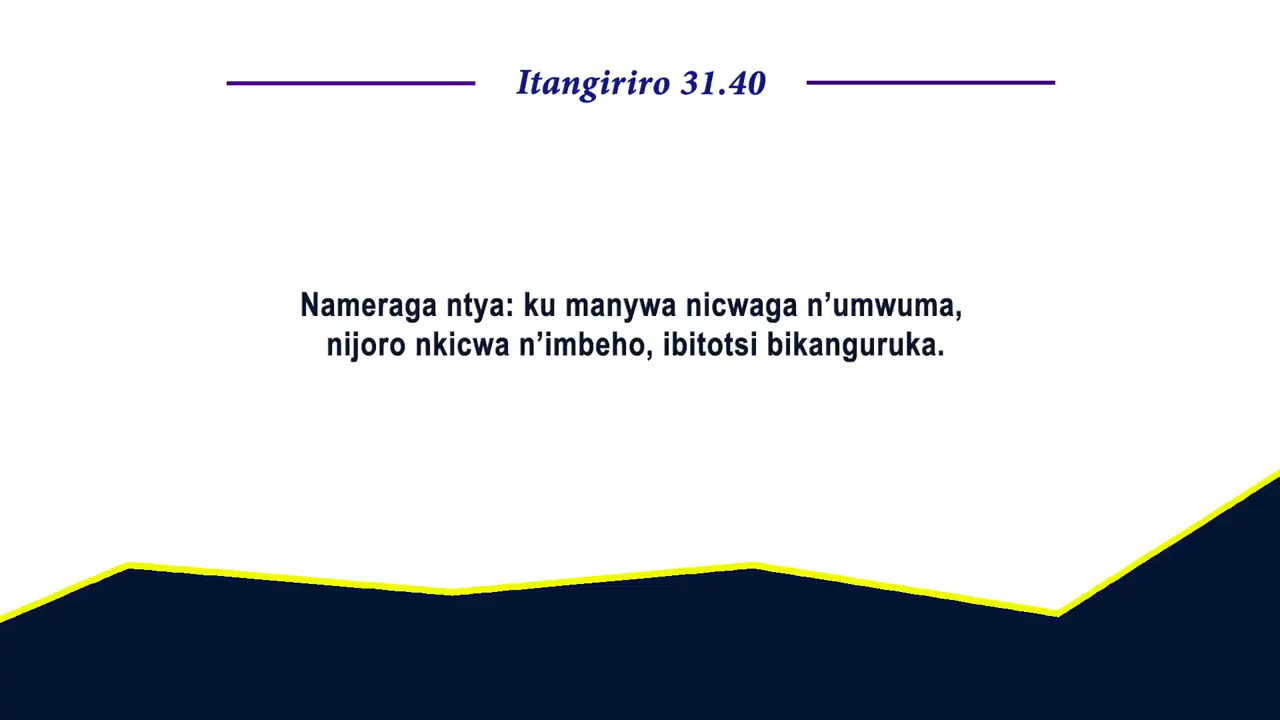 Itangiriro 31.40
Nameraga ntya: ku manywa nicwaga n’umwuma,
nijoro nkicwa n’imbeho, ibitotsi bikanguruka.